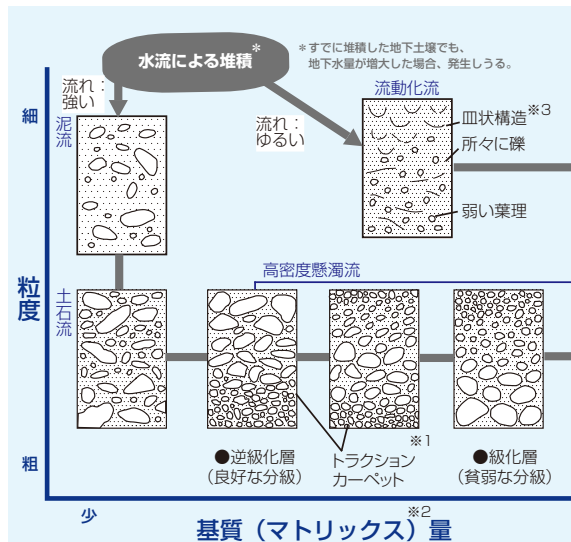 水流による堆積*
*すでに堆積した地下土壌でも、
地下水量が増大した場合、発生しうる。
流れ：
強い
流れ：
ゆるい
流動化流
皿状構造※3
所々に礫
弱い葉理
細
泥流
粒度
土石流
高密度懸濁流
粗
●逆級化層
（良好な分級）
※1
トラクション
カーペット
●級化層
（貧弱な分級）
少
※2
基質（マトリックス）量